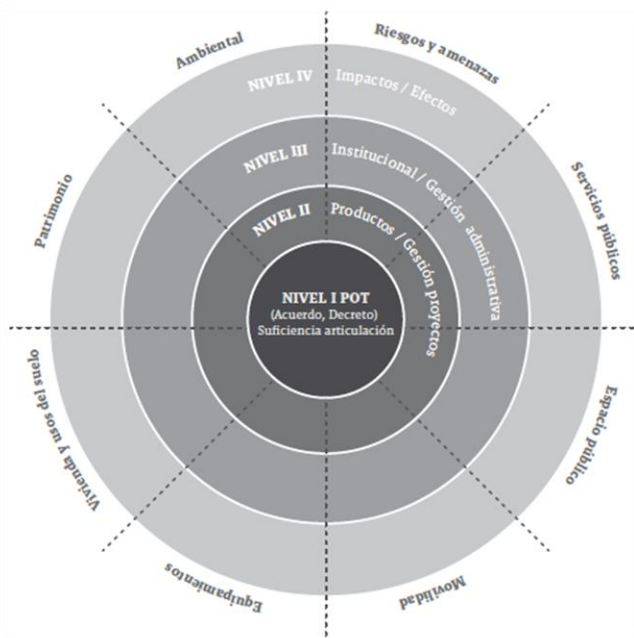 Ambiental
Riesgos y amenazas
Servicios públicos
Espacio público
Movilidad
Equipamientos
Vivienda y usos del suelo
Patrimonio
NIVEL IV
Impactos / Efectos
NIVEL III
Institucional / Gestión administrativa
NIVEL II
Productos / Gestión proyectos
NIVEL I POT
(Acuerdo, Decreto)
Suficiencia articulación